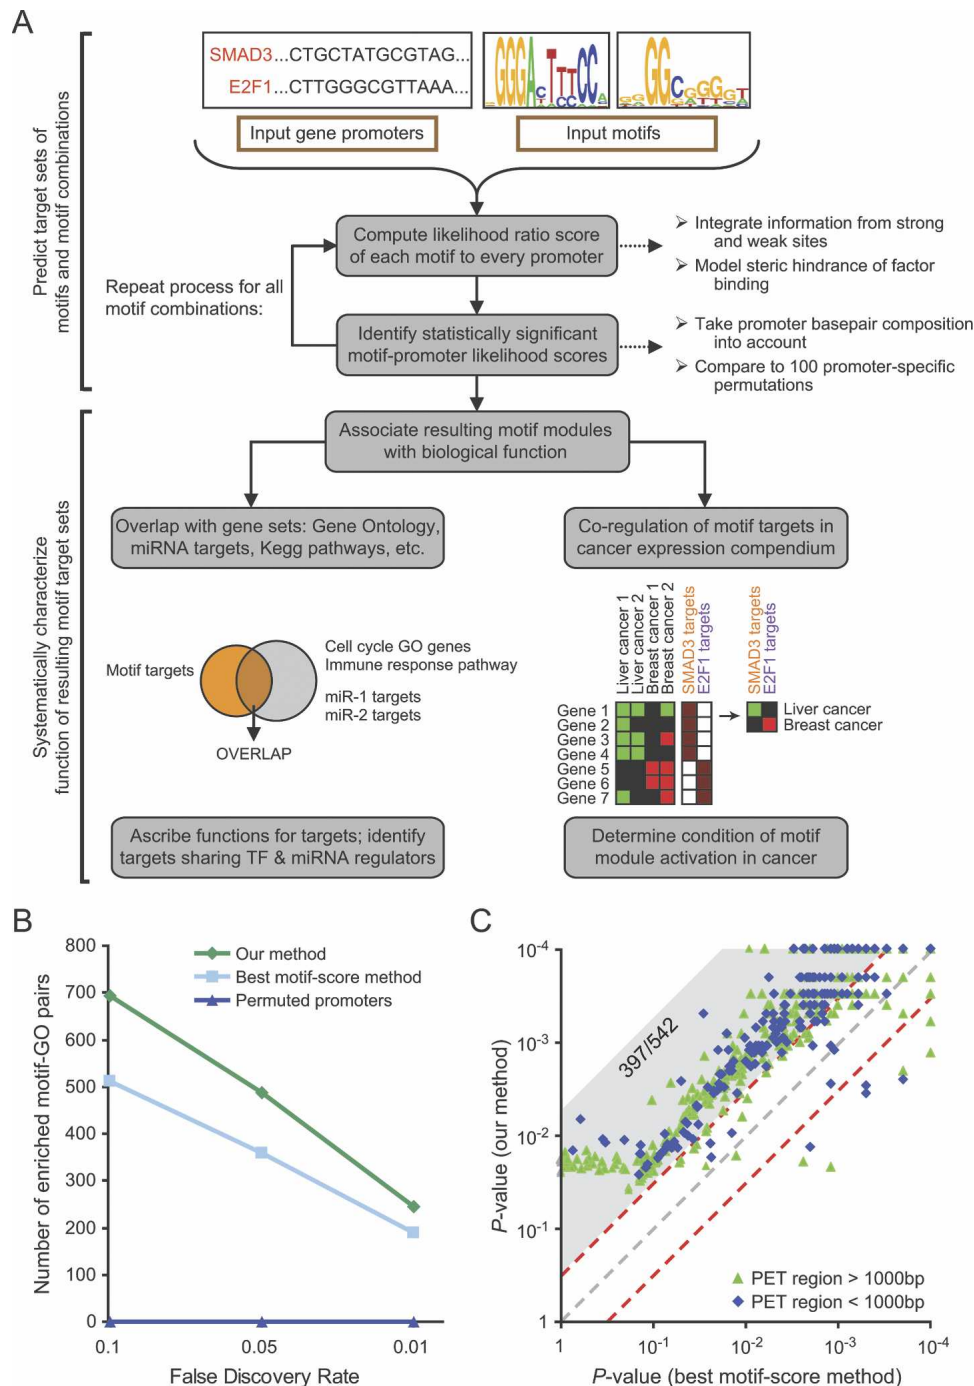 A
Predict target sets of
motifs and motif combinations
SMAD3...CTGCTATGCGTAG...
E2F1...CTTGGGCGTTAAA...
Input gene promoters
Input motifs
Compute likelihood ratio score
of each motif to every promoter
Integrate information from strong
and weak sites
Model steric hindrance of factor
binding
Repeat process for all
motif combinations:
Identify statistically significant
motif-promoter likelihood scores
Take promoter basepair composition
into account
Compare to 100 promoter-specific
permutations
Systematically characterize
function of resulting motif target sets
Associate resulting motif modules
with biological function
Overlap with gene sets: Gene Ontology,
miRNA targets, Kegg pathways, etc.
Co-regulation of motif targets in
cancer expression compendium
Motif targets
Cell cycle GO genes
Immune response pathway
miR-1 targets
miR-2 targets
OVERLAP
Liver cancer 1
Liver cancer 2
Breast cancer 1
Breast cancer 2
SMAD3 targets
E2F1 targets
SMAD3 targets
E2F1 targets
Gene 1
Gene 2
Gene 3
Gene 4
Gene 5
Gene 6
Gene 7
Liver cancer
Breast cancer
Ascribe functions for targets; identify
targets sharing TF & miRNA regulators
Determine condition of motif
module activation in cancer
B
Number of enriched motif-GO pairs
800
700
600
500
400
300
200
100
0
Our method
Best motif-score method
Permuted promoters
0.1 0.05 0.01
False Discovery Rate
C
P-value (our method)
10-4
10-3
10-2
10-1
1
397/542
PET region > 1000bp
PET region < 1000bp
1 10-1 10-2 10-3 10-4
P-value (best motif-score method)